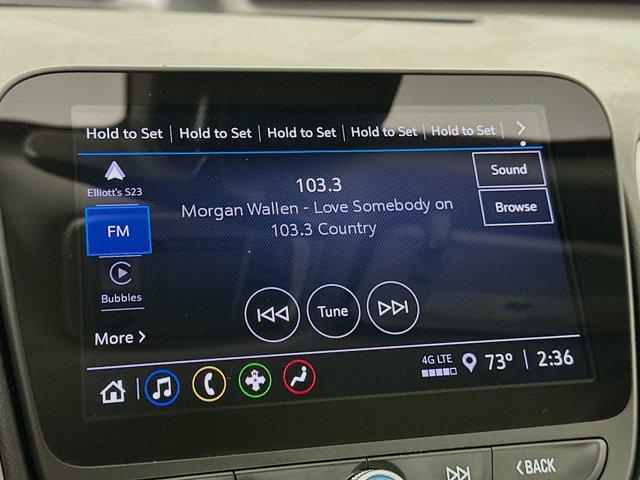 Hold to Set Hold to Set Hold to Set Hold to Set Hold to Set
Elliott's S23
FM
Bubbles
More
103.3
Morgan Wallen - Love Somebody on
103.3 Country
Sound
Browse
Tune
4G LTE
73° 2:36
BACK